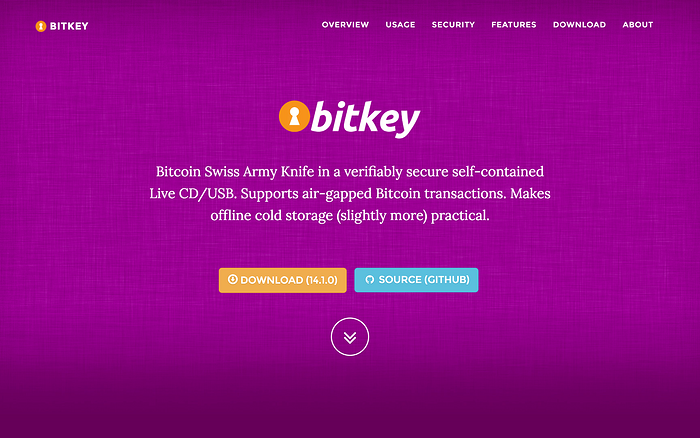 BITKEY
OVERVIEW USAGE SECURITY FEATURES DOWNLOAD ABOUT
bitkey
Bitcoin Swiss Army Knife in a verifiably secure self-contained
Live CD/USB. Supports air-gapped Bitcoin transactions. Makes
offline cold storage (slightly more) practical.
DOWNLOAD (14.1.0) SOURCE (GITHUB)